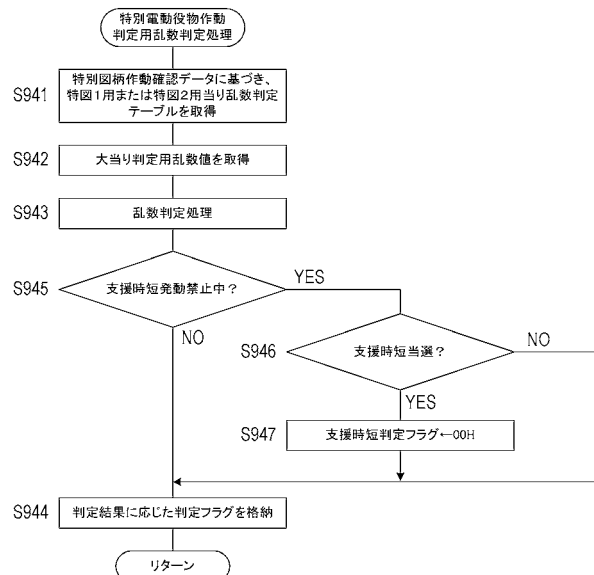 特別電動役物作動
判定用乱数判定処理
S941
特別図柄作動確認データに基づき、
特図1用または特図2用当り乱数判定
テーブルを取得
S942
大当り判定用乱数値を取得
S943
乱数判定処理
S945
支援時短発動禁止中?
YES
NO
S946
支援時短当選?
NO
YES
S947
支援時短判定フラグ←00H
S944
判定結果に応じた判定フラグを格納
リターン